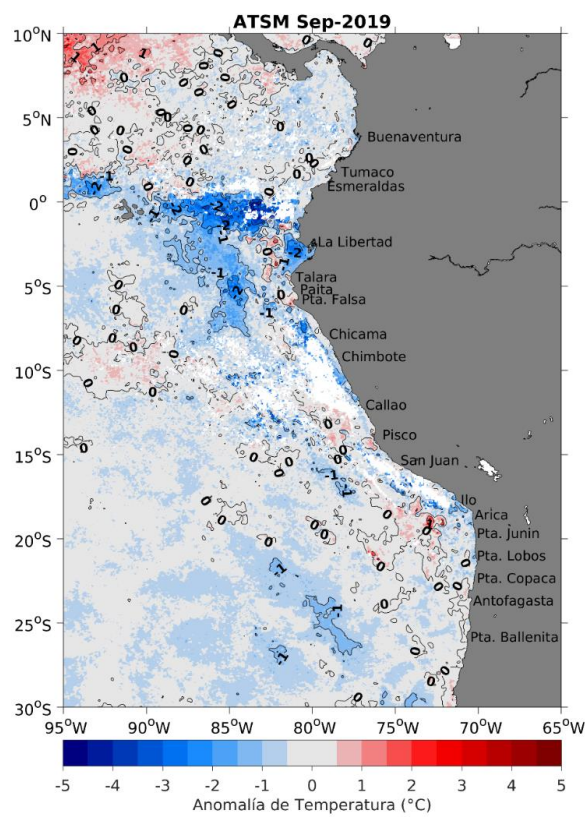 ATSM Sep-2019
10°N
5°N
0°
5°S
10°S
15°S
20°S
25°S
30°S
Buenaventura
Tumaco
Esmeraldas
La Libertad
Talara
Paita
Pta. Falsa
Chicama
Chimbote
Callao
Pisco
San Juan
Ilo
Arica
Pta. Junin
Pta. Lobos
Pta. Copaca
Antofagasta
Pta. Ballenita
95°W 90°W 85°W 80°W 75°W 70°W 65°W
-5 -4 -3 -2 -1 0 1 2 3 4 5
Anomalía de Temperatura (°C)